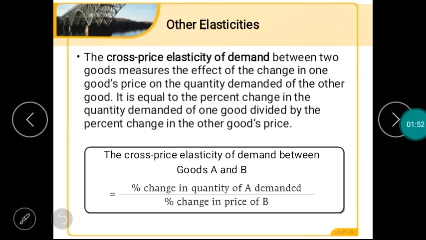 Other Elasticities
• The cross-price elasticity of demand between two
goods measures the effect of the change in one
good's price on the quantity demanded of the other
good. It is equal to the percent change in the
quantity demanded of one good divided by the
percent change in the other good's price.
01:52
The cross-price elasticity of demand between
Goods A and B
= % change in quantity of A demanded
% change in price of B